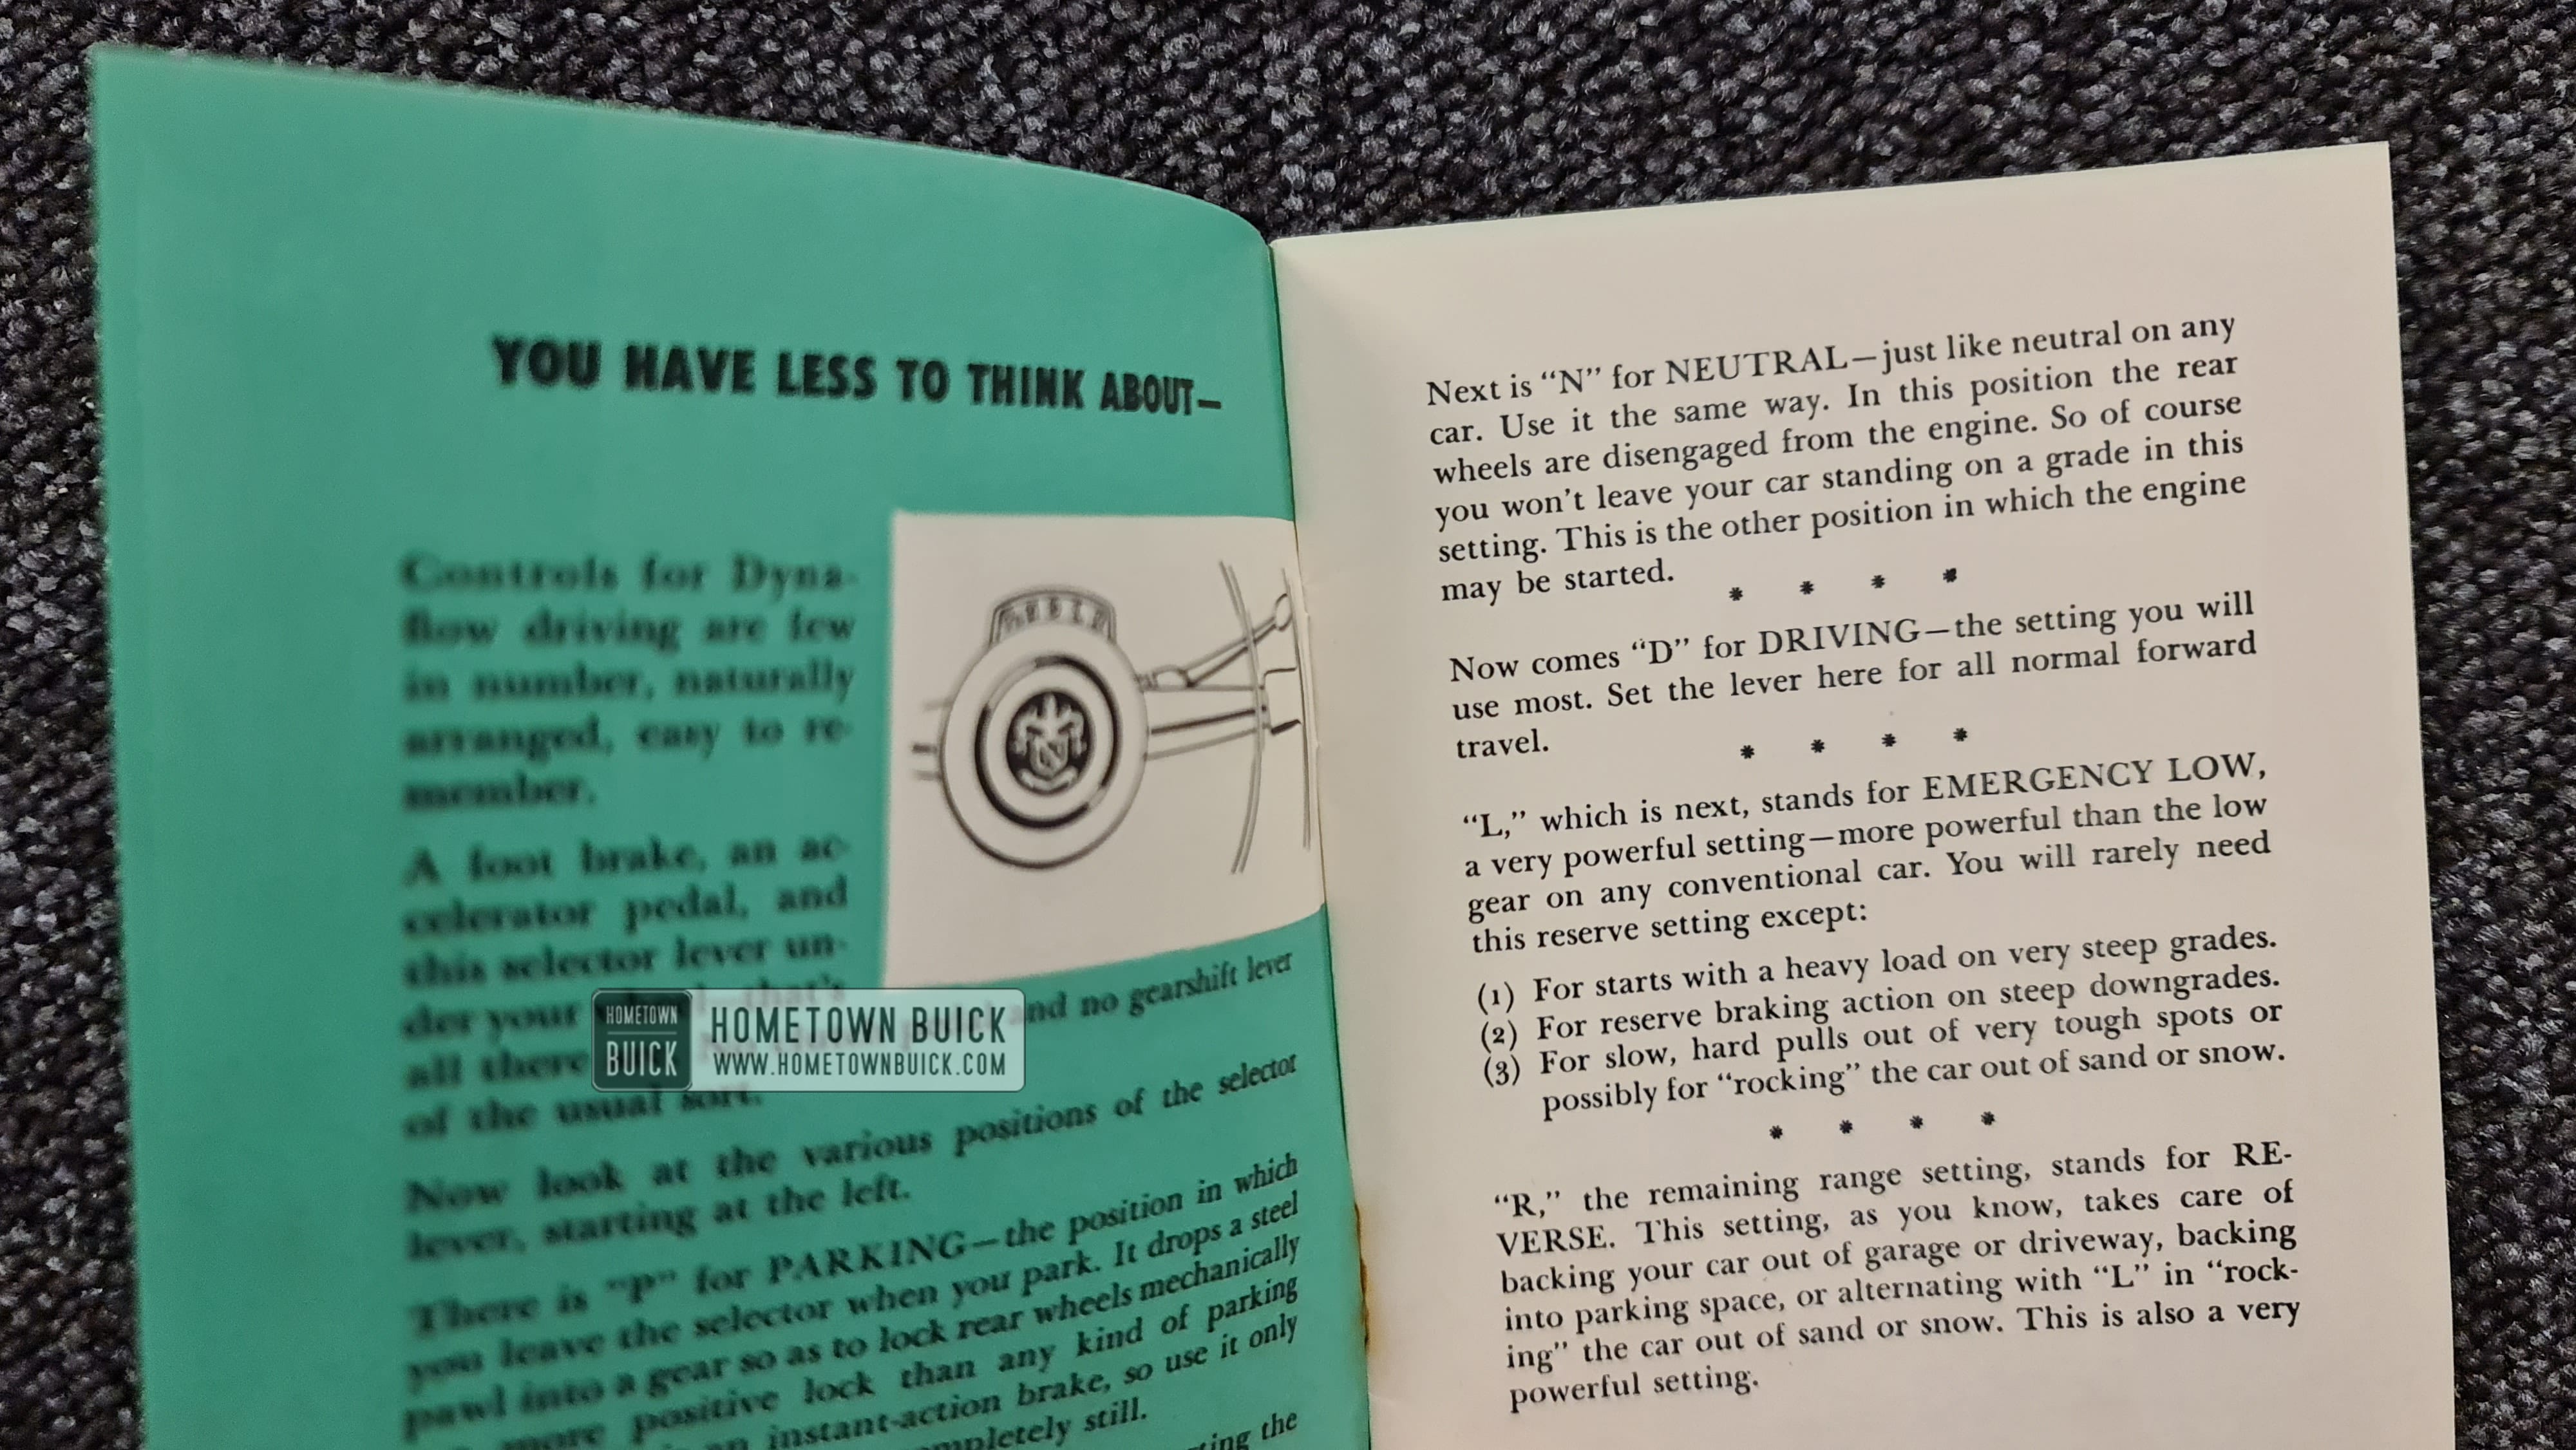 YOU HAVE LESS TO THINK ABOUT—
Controls for Dyna-
flow driving are few
in number, naturally
arranged, easy to re-
member.
A foot brake, an ac-
celerator pedal, and
this selector lever un-
der your that's
all there
and no gearshift lever
of the usual sort.
Now look at the various positions of the selector
lever, starting at the left.
There is "P" for PARKING—the position in which
you leave the selector when you park. It drops a steel
pawl into a gear so as to lock rear wheels mechanically
more positive lock than any kind of parking
an instant-action brake, so use it only
still.
the
HOMETOWN
BUICK
HOMETOWN BUICK
WWW.HOMETOWNBUICK.COM
Next is "N" for NEUTRAL—just like neutral on any
car. Use it the same way. In this position the rear
wheels are disengaged from the engine. So of course
you won't leave your car standing on a grade in this
setting. This is the other position in which the engine
may be started.
* * * *
Now comes "D" for DRIVING—the setting you will
use most. Set the lever here for all normal forward
travel.
* * * *
"L," which is next, stands for EMERGENCY LOW,
a very powerful setting—more powerful than the low
gear on any conventional car. You will rarely need
this reserve setting except:
(1) For starts with a heavy load on very steep grades.
(2) For reserve braking action on steep downgrades.
(3) For slow, hard pulls out of very tough spots or
possibly for "rocking" the car out of sand or snow.
* * * *
"R," the remaining range setting, stands for RE-
VERSE. This setting, as you know, takes care of
backing your car out of garage or driveway, backing
into parking space, or alternating with "L" in "rock-
ing" the car out of sand or snow. This is also a very
powerful setting.